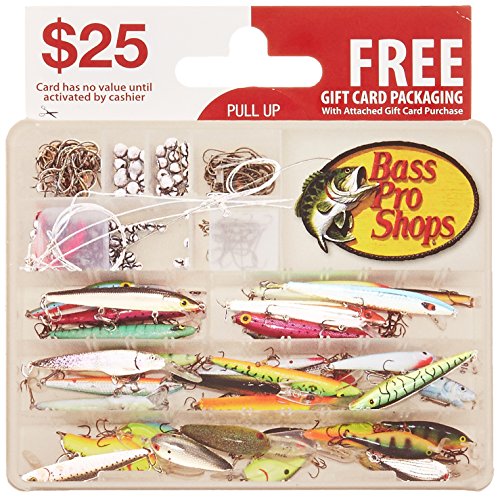 $25
Card has no value until
activated by cashier
PULL UP
FREE
GIFT CARD PACKAGING
With Attached Gift Card Purchase
Bass
Pro
Shops